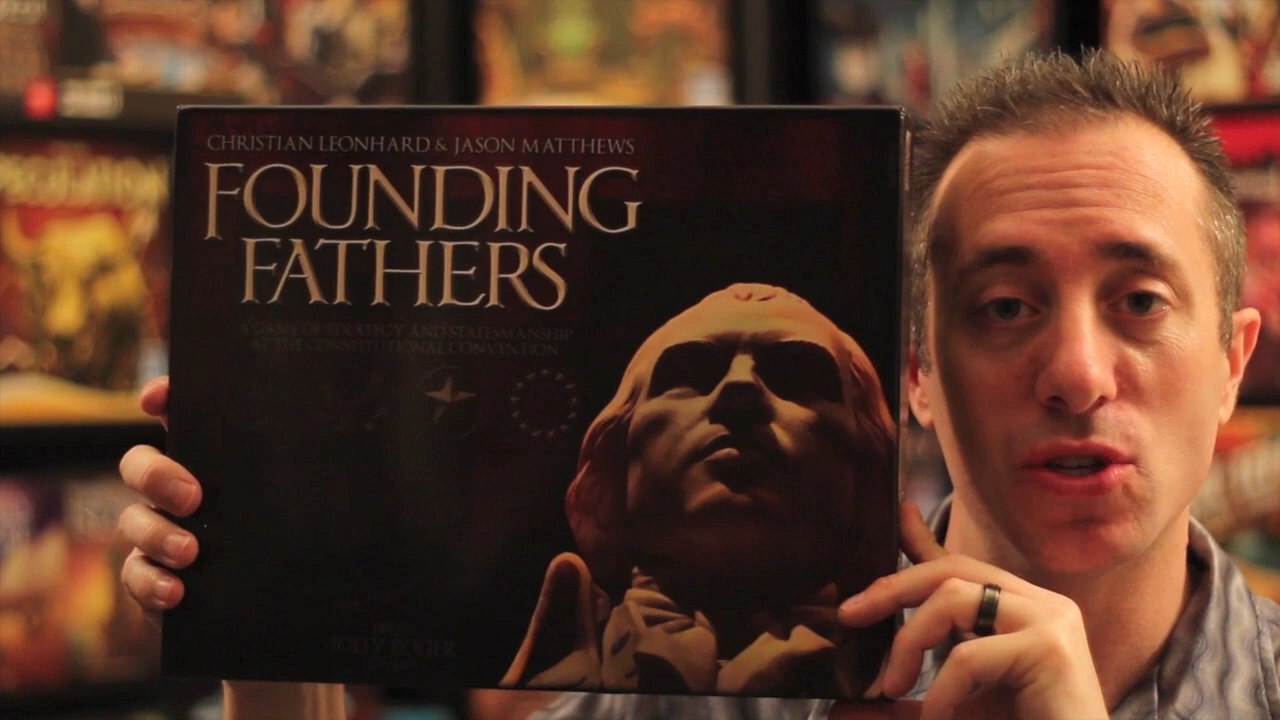 CHRISTIAN LEONHARD & JASON MATTHEWS
FOUNDING
FATHERS
A GAME OF STRATEGY AND STATESMANSHIP
AT THE CONSTITUTIONAL CONVENTION
JOLLY ROGER